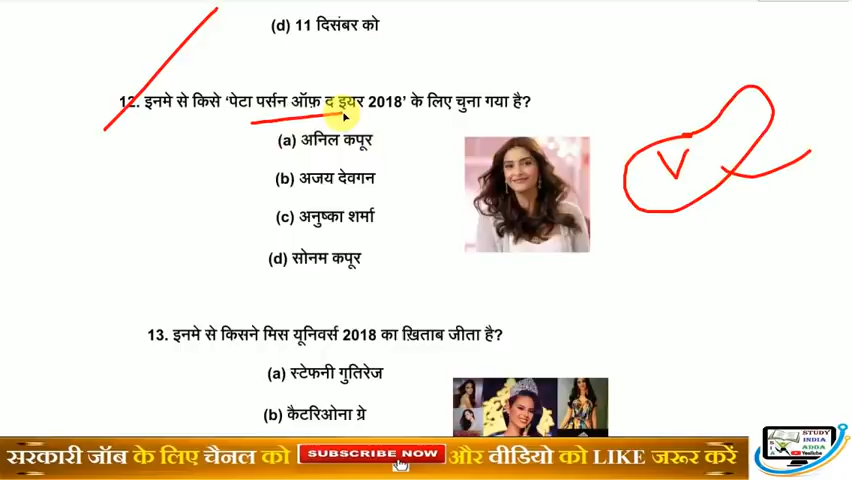 (d) 11 दिसंबर को
12. इनमे से किसे ‘पेटा पर्सन ऑफ़ द इयर 2018’ के लिए चुना गया है?
(a) अनिल कपूर
(b) अजय देवगन
(c) अनुष्का शर्मा
(d) सोनम कपूर
V
13. इनमे से किसने मिस यूनिवर्स 2018 का ख़िताब जीता है?
(a) स्टेफनी गुतिरेज
(b) कैटरिओना ग्रे
सरकारी जॉब के लिए चैनल को SUBSCRIBE NOW और वीडियो को LIKE जरूर करें
STUDY
INDIA
ADDA
YouTube